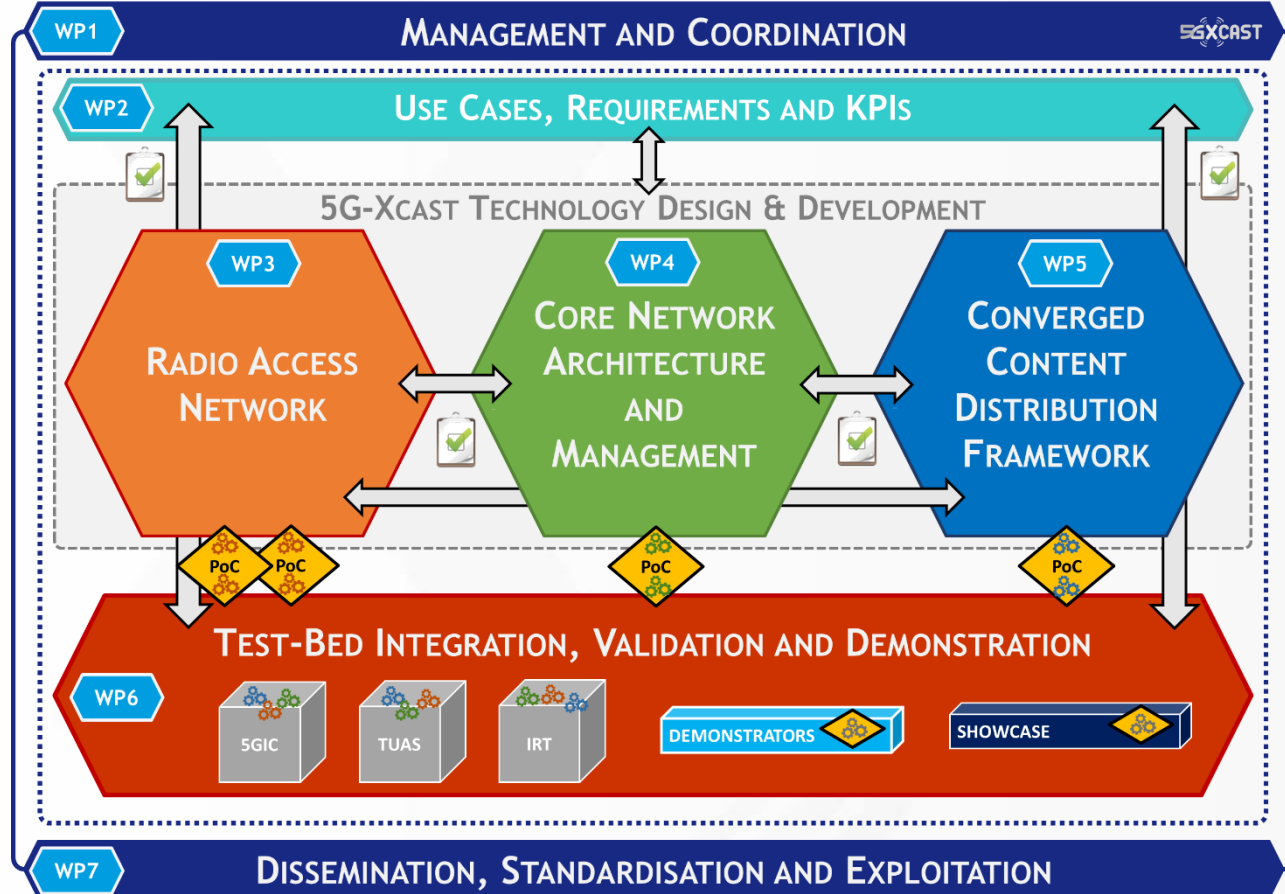 WP1
MANAGEMENT AND COORDINATION
5GXCAST
WP2
USE CASES, REQUIREMENTS AND KPIS
5G-XCAST TECHNOLOGY DESIGN & DEVELOPMENT
WP3
RADIO ACCESS
NETWORK
WP4
CORE NETWORK
ARCHITECTURE
AND
MANAGEMENT
WP5
CONVERGED
CONTENT
DISTRIBUTION
FRAMEWORK
PoC
PoC
PoC
PoC
TEST-BED INTEGRATION, VALIDATION AND DEMONSTRATION
WP6
5GIC
TUAS
IRT
DEMONSTRATORS
SHOWCASE
WP7
DISSEMINATION, STANDARDISATION AND EXPLOITATION